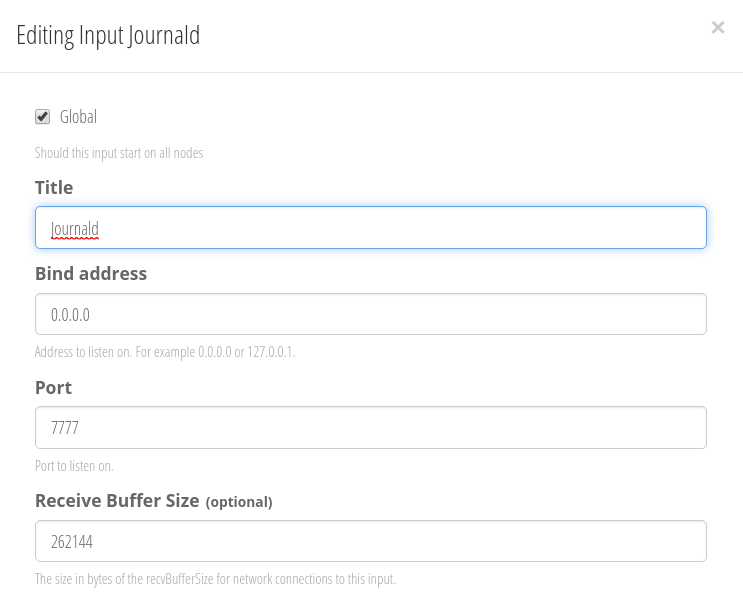 Editing Input Journald
×
Global
Should this input start on all nodes
Title
Journald
Bind address
0.0.0.0
Address to listen on. For example 0.0.0.0 or 127.0.0.1.
Port
7777
Port to listen on.
Receive Buffer Size (optional)
262144
The size in bytes of the recvBufferSize for network connections to this input.